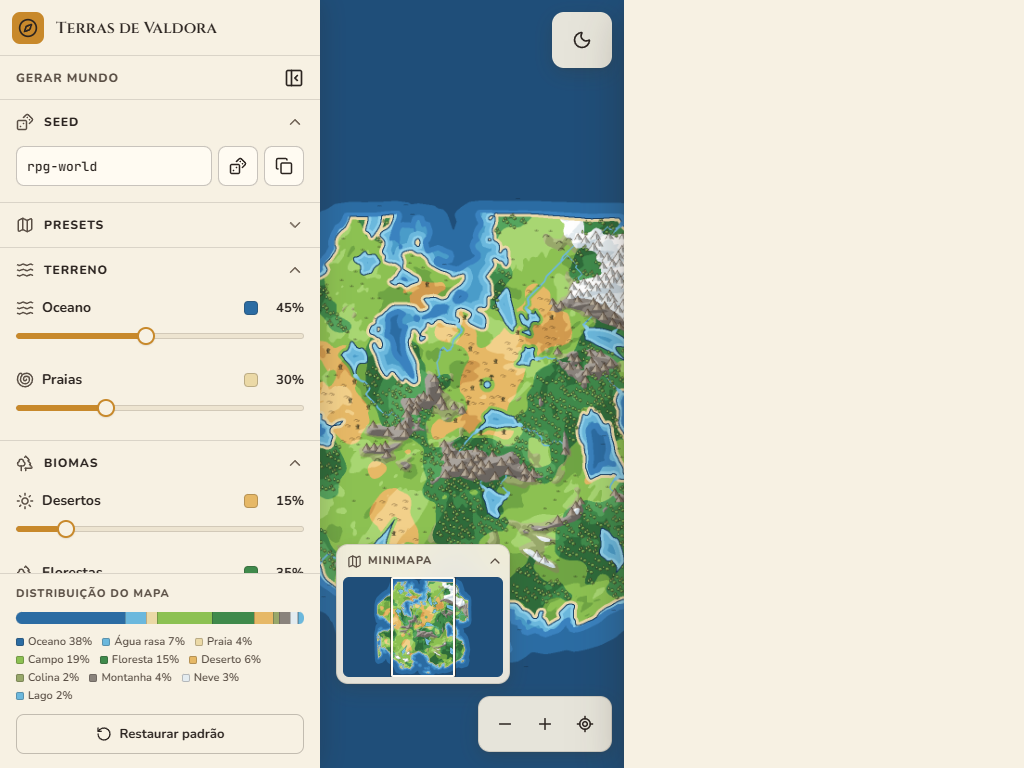 Terras de Valdora
GERAR MUNDO
SEED
rpg-world
PRESETS
TERRENO
Oceano 45%
Praias 30%
BIOMAS
Desertos 15%
Florestas 35%
DISTRIBUIÇÃO DO MAPA
Oceano 38% Água rasa 7% Praia 4%
Campo 19% Floresta 15% Deserto 6%
Colina 2% Montanha 4% Neve 3%
Lago 2%
Restaurar padrão
MINIMAPA